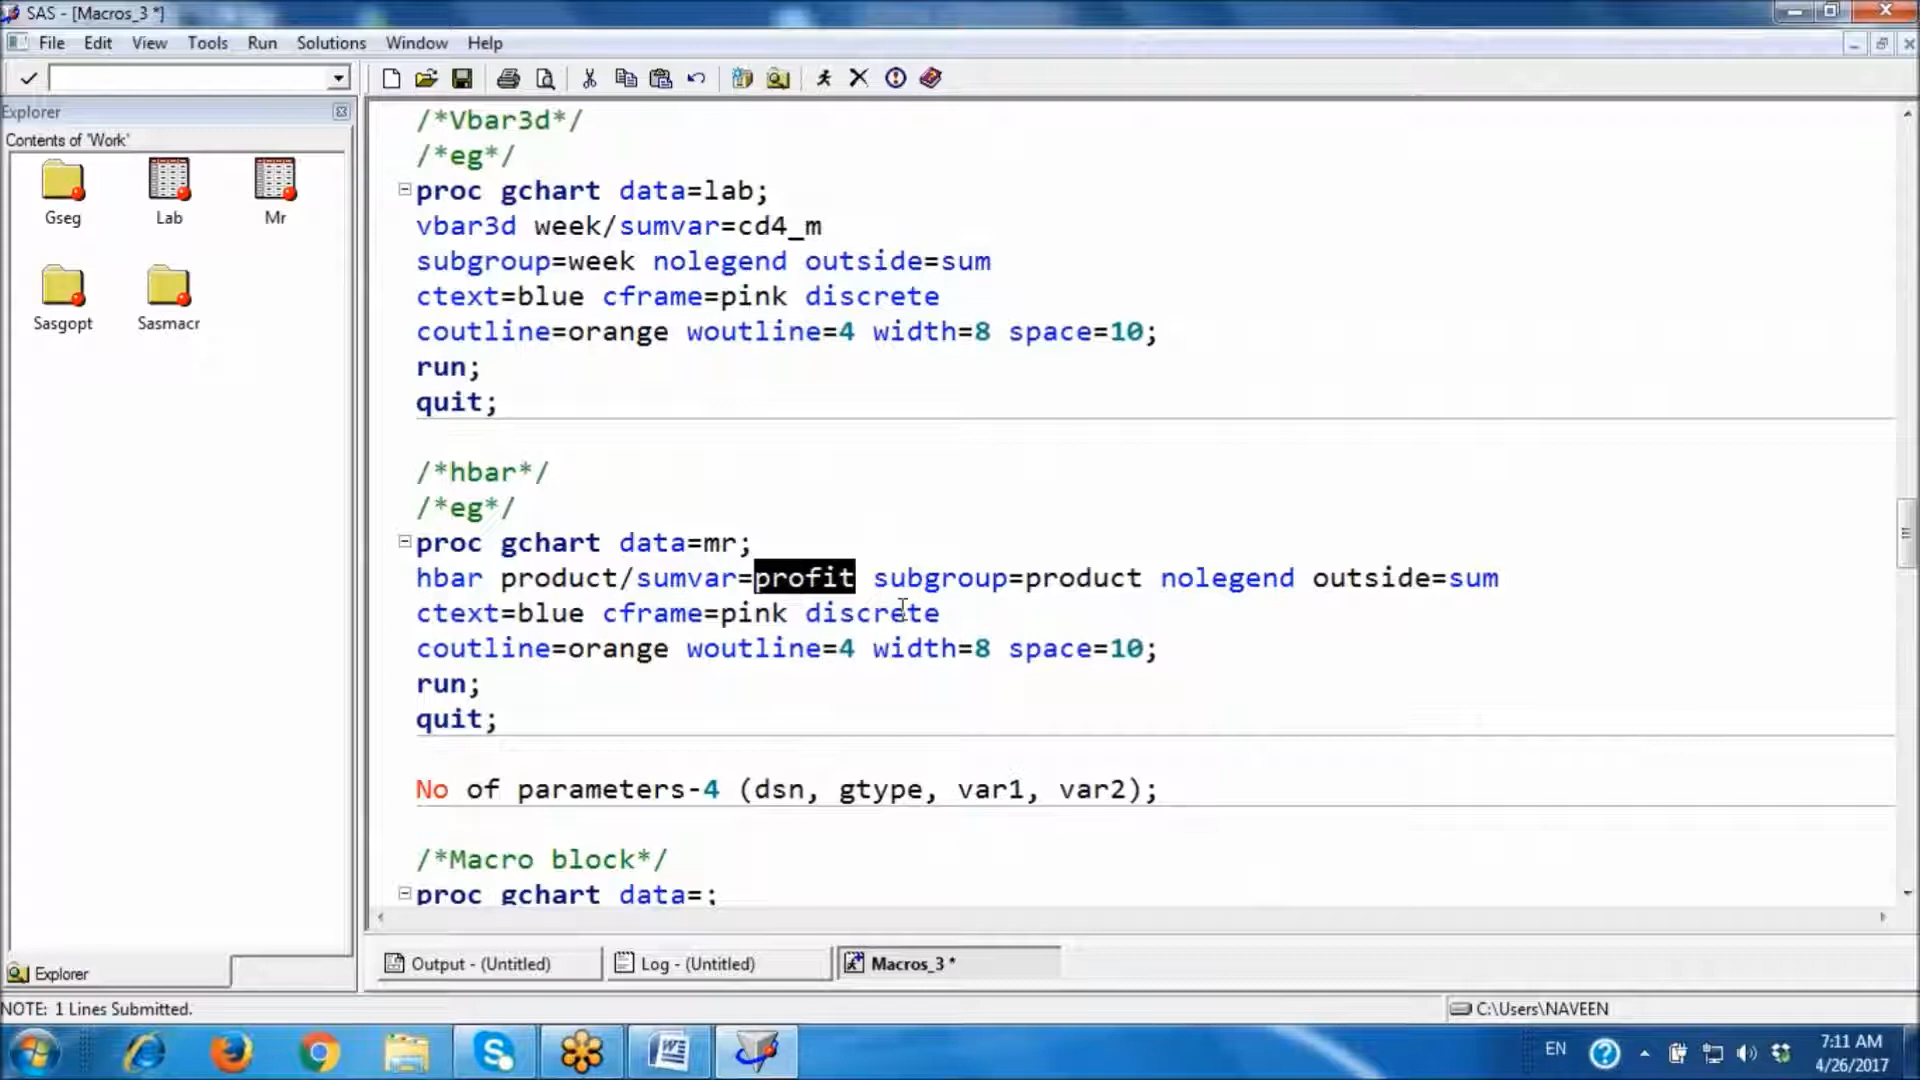 SAS - [Macros_3 *]
File Edit View Tools Run Solutions Window Help
Explorer
Contents of 'Work'
Gseg Lab Mr
Sasgopt Sasmacr
/*Vbar3d*/
/*eg*/
proc gchart data=lab;
vbar3d week/sumvar=cd4_m
subgroup=week nolegend outside=sum
ctext=blue cframe=pink discrete
coutline=orange woutline=4 width=8 space=10;
run;
quit;
/*hbar*/
/*eg*/
proc gchart data=mr;
hbar product/sumvar=profit subgroup=product nolegend outside=sum
ctext=blue cframe=pink discrete
coutline=orange woutline=4 width=8 space=10;
run;
quit;
No of parameters-4 (dsn, gtype, var1, var2);
/*Macro block*/
proc gchart data=;
Explorer
Output - (Untitled) Log - (Untitled) Macros_3 *
NOTE: 1 Lines Submitted.
C:\Users\NAVEEN
EN
7:11 AM
4/26/2017